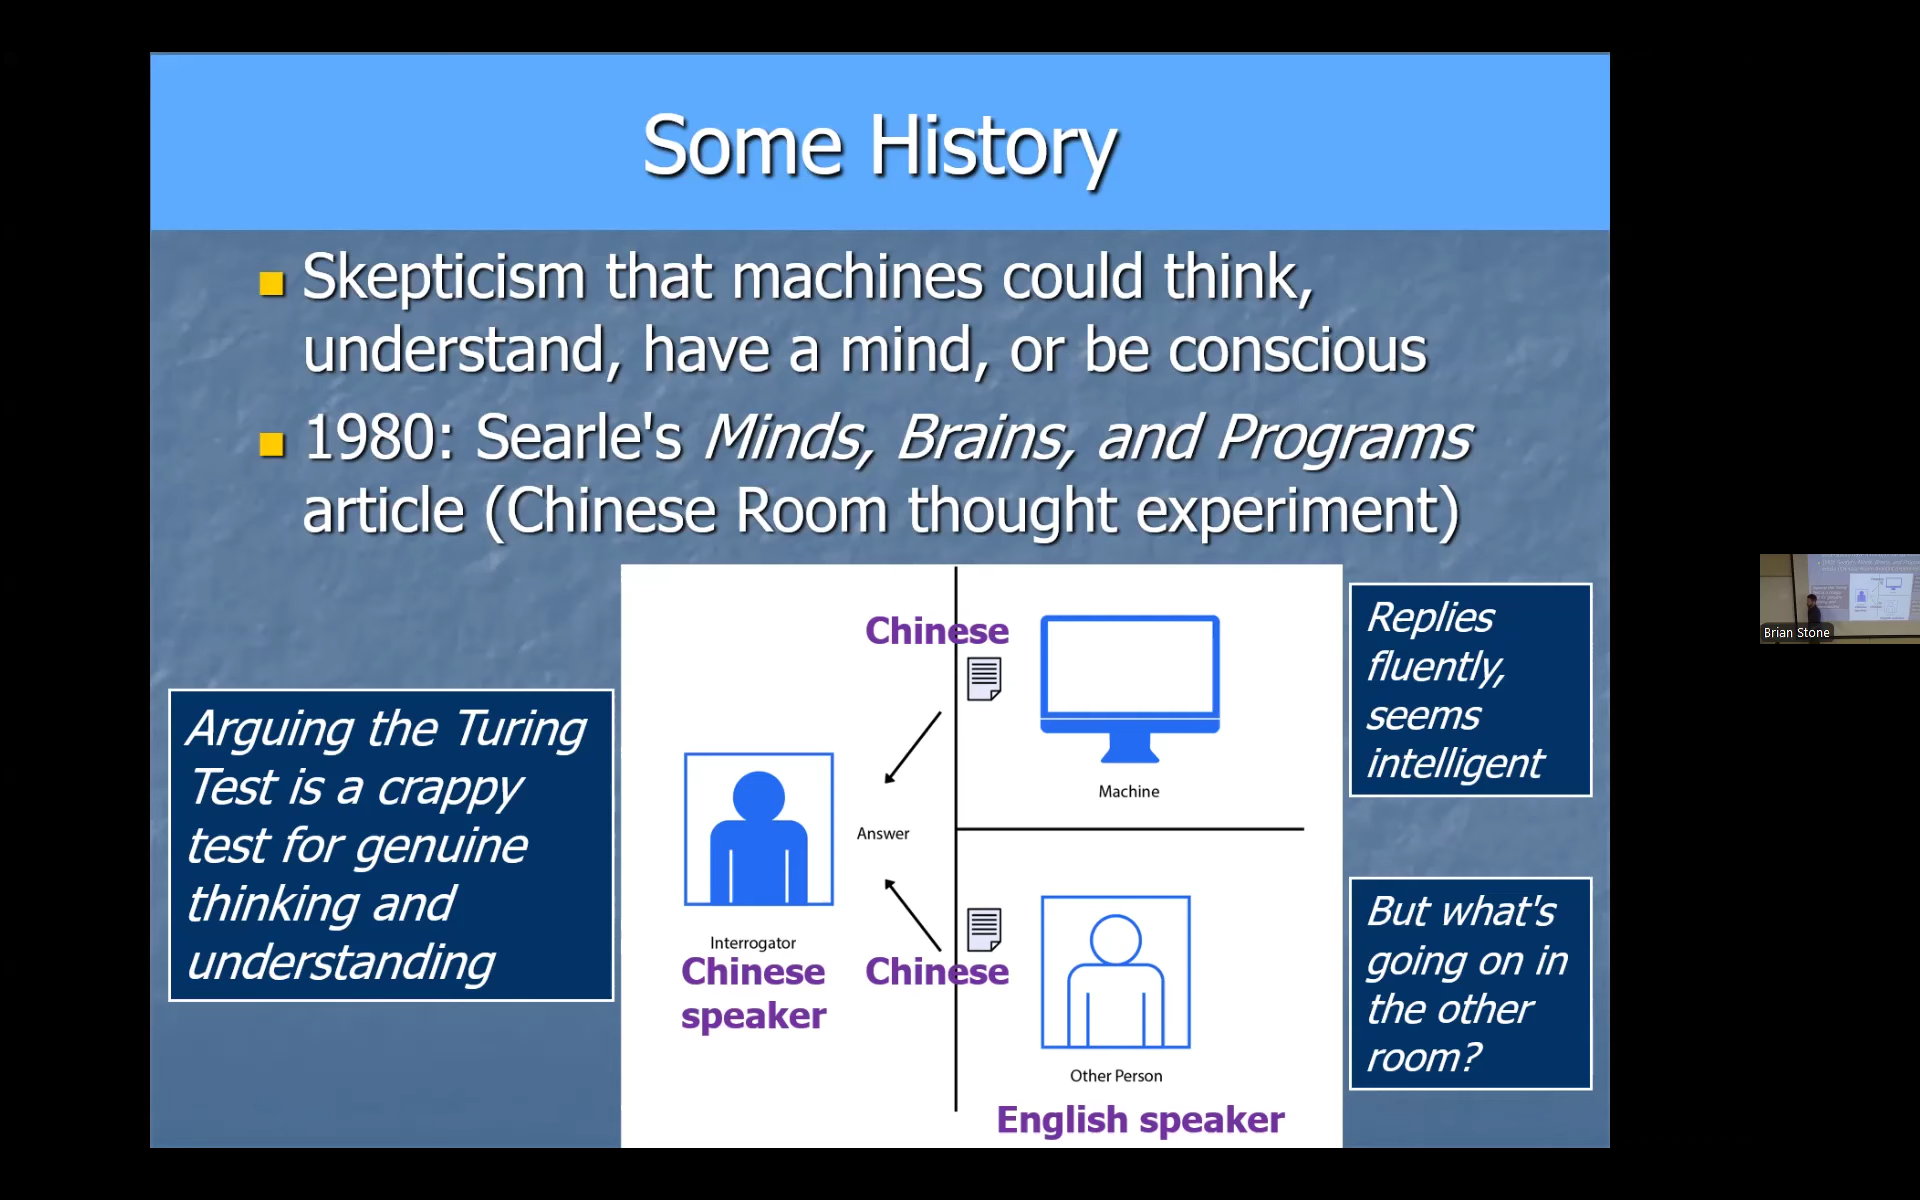 Some History
Skepticism that machines could think,
understand, have a mind, or be conscious
1980: Searle's Minds, Brains, and Programs
article (Chinese Room thought experiment)
Arguing the Turing
Test is a crappy
test for genuine
thinking and
understanding
Chinese
Machine
Answer
Interrogator
Chinese
speaker
Chinese
Other Person
English speaker
Replies
fluently,
seems
intelligent
But what's
going on in
the other
room?
Brian Stone